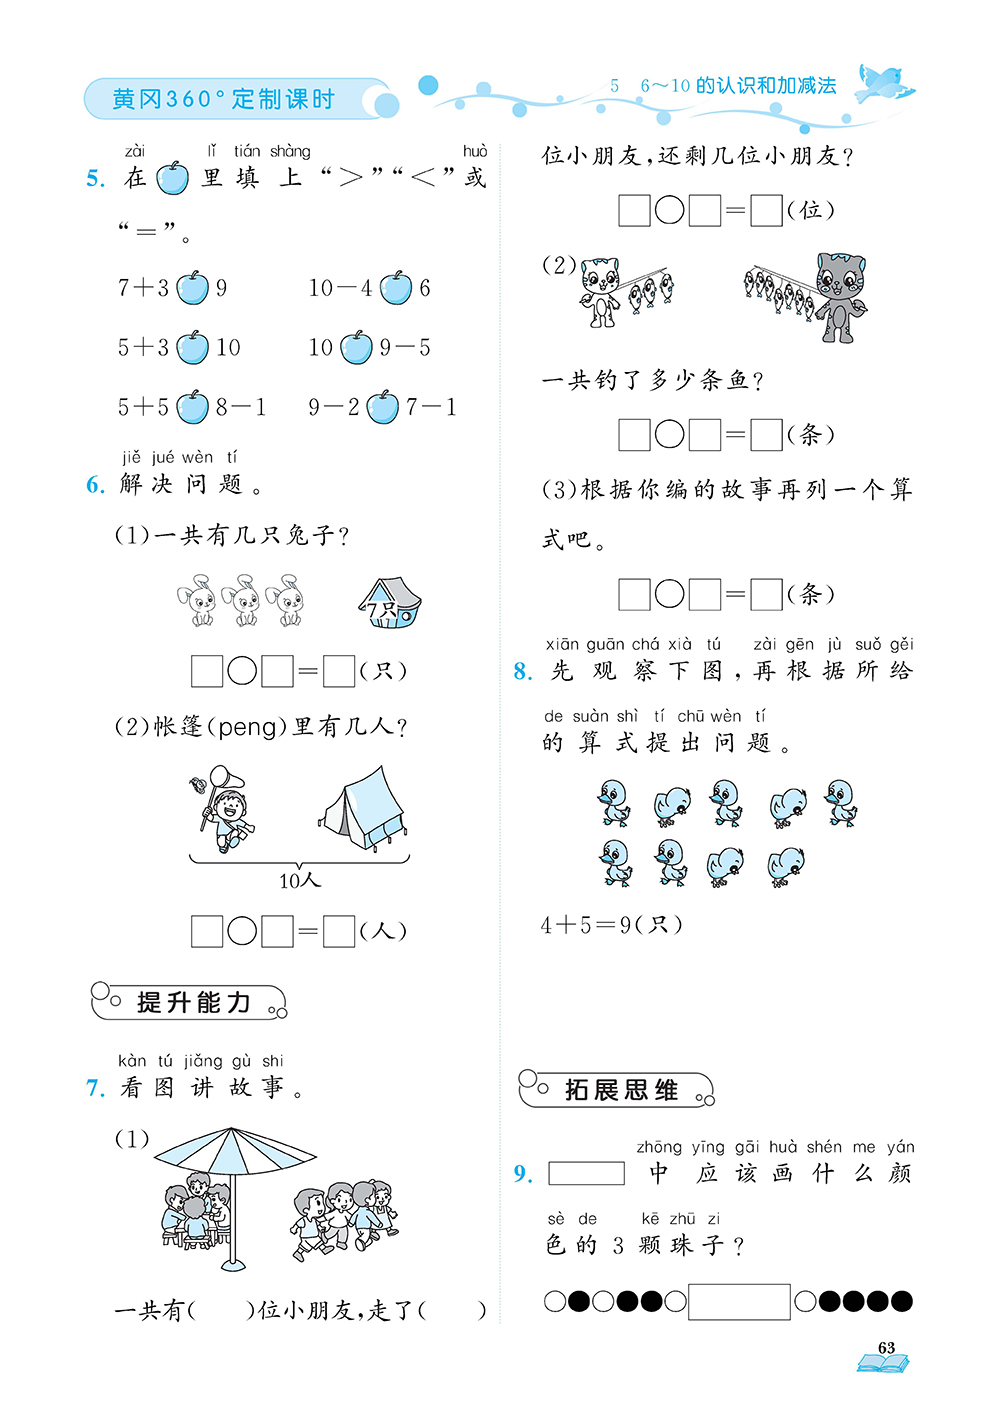 黄冈360°定制课时
5 6～10的认识和加减法
zài lǐ tián shàng huò
5. 在 里填上“＞”“＜”或
“＝”。
7＋3 9 10－4 6
5＋3 10 10 9－5
5＋5 8－1 9－2 7－1
jiě jué wèn tí
6. 解决问题。
(1)一共有几只兔子?
7只
□○□＝□(只)
(2)帐篷(peng)里有几人?
10人
□○□＝□(人)
提升能力
kàn tú jiǎng gù shi
7. 看图讲故事。
(1)
一共有( )位小朋友,走了( )
位小朋友,还剩几位小朋友?
□○□＝□(位)
(2)
一共钓了多少条鱼?
□○□＝□(条)
(3)根据你编的故事再列一个算
式吧。
□○□＝□(条)
xiān guān chá xià tú zài gēn jù suǒ gěi
8. 先观察下图,再根据所给
de suàn shì tí chū wèn tí
的算式提出问题。
4＋5＝9(只)
拓展思维
zhōng yīng gāi huà shén me yán
9. 中应该画什么颜
sè de kē zhū zi
色的3颗珠子?
63